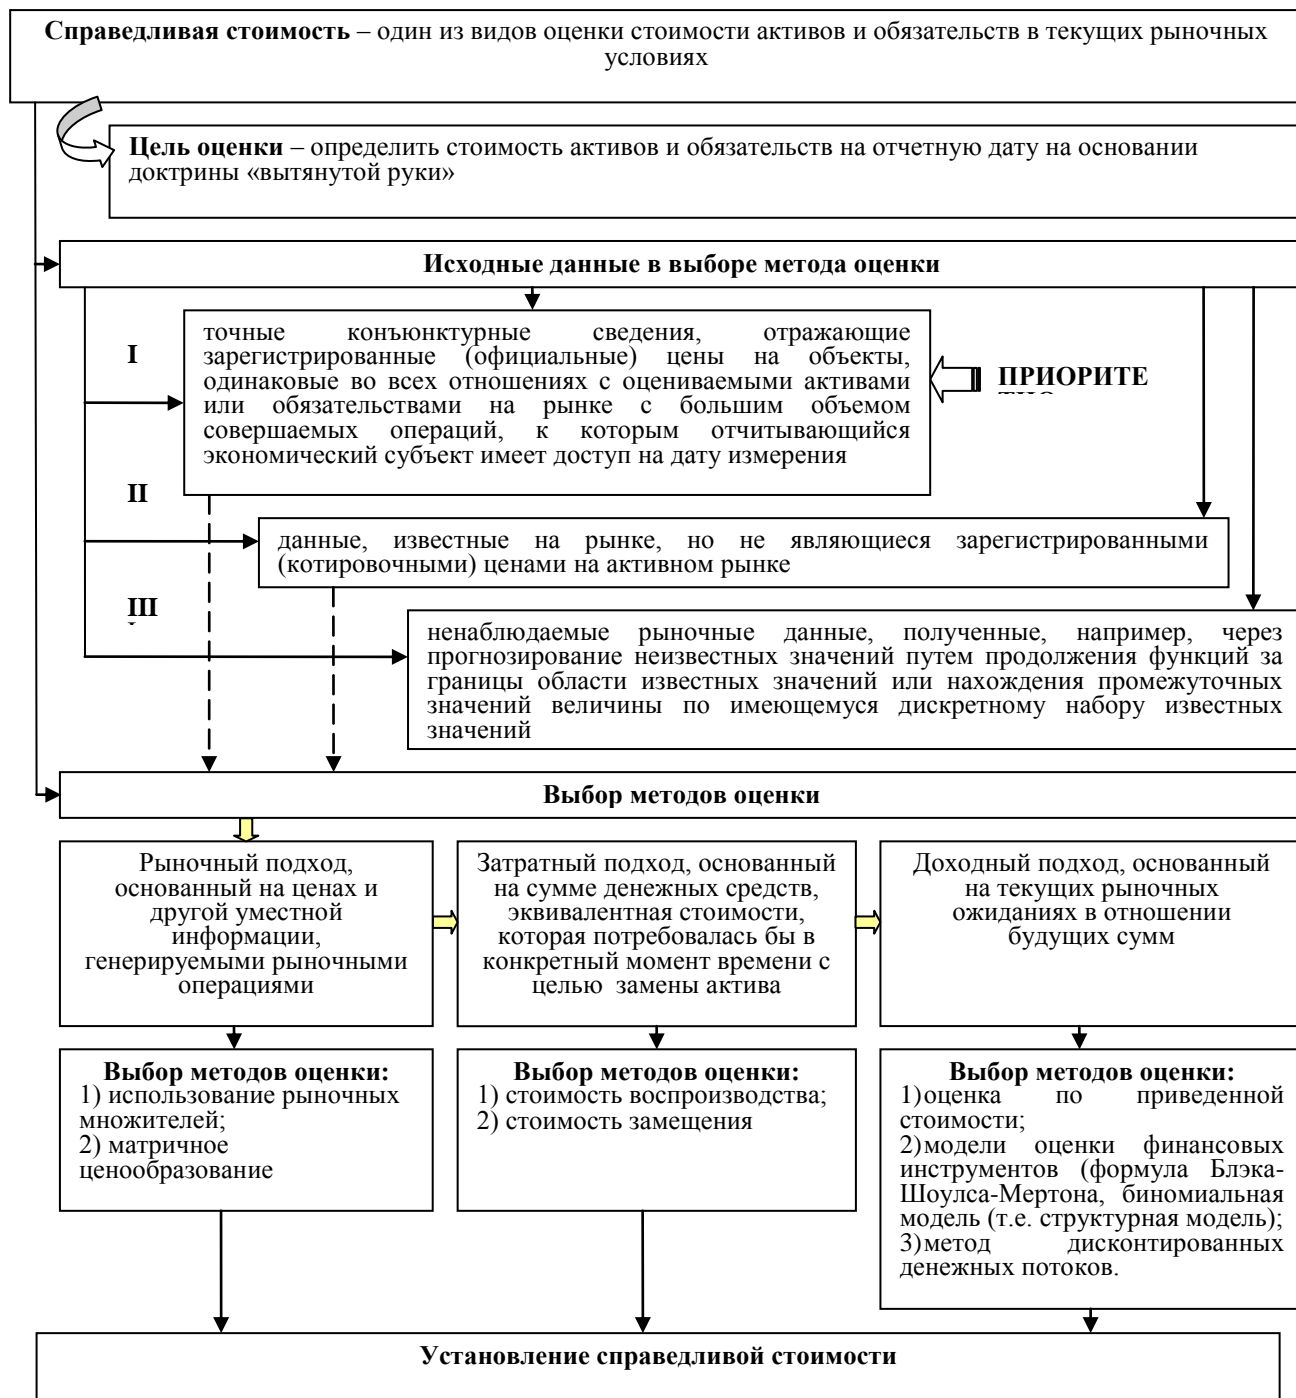 Справедливая стоимость – один из видов оценки стоимости активов и обязательств в текущих рыночных
условиях
Цель оценки – определить стоимость активов и обязательств на отчетную дату на основании
доктрины «вытянутой руки»
Исходные данные в выборе метода оценки
I
точные конъюнктурные сведения, отражающие
зарегистрированные (официальные) цены на объекты,
одинаковые во всех отношениях с оцениваемыми активами
или обязательствами на рынке с большим объемом
совершаемых операций, к которым отчитывающийся
экономический субъект имеет доступ на дату измерения
ПРИОРИТЕ
II
данные, известные на рынке, но не являющиеся зарегистрированными
(котировочными) ценами на активном рынке
III
ненаблюдаемые рыночные данные, полученные, например, через
прогнозирование неизвестных значений путем продолжения функций за
границы области известных значений или нахождения промежуточных
значений величины по имеющемуся дискретному набору известных
значений
Выбор методов оценки
Рыночный подход,
основанный на ценах и
другой уместной
информации,
генерируемыми рыночными
операциями
Затратный подход, основанный
на сумме денежных средств,
эквивалентная стоимости,
которая потребовалась бы в
конкретный момент времени с
целью замены актива
Доходный подход, основанный
на текущих рыночных
ожиданиях в отношении
будущих сумм
Выбор методов оценки:
1) использование рыночных
множителей;
2) матричное
ценообразование
Выбор методов оценки:
1) стоимость воспроизводства;
2) стоимость замещения
Выбор методов оценки:
1)оценка по приведенной
стоимости;
2)модели оценки финансовых
инструментов (формула Блэка-
Шоулса-Мертона, биномиальная
модель (т.е. структурная модель);
3)метод дисконтированных
денежных потоков.
Установление справедливой стоимости